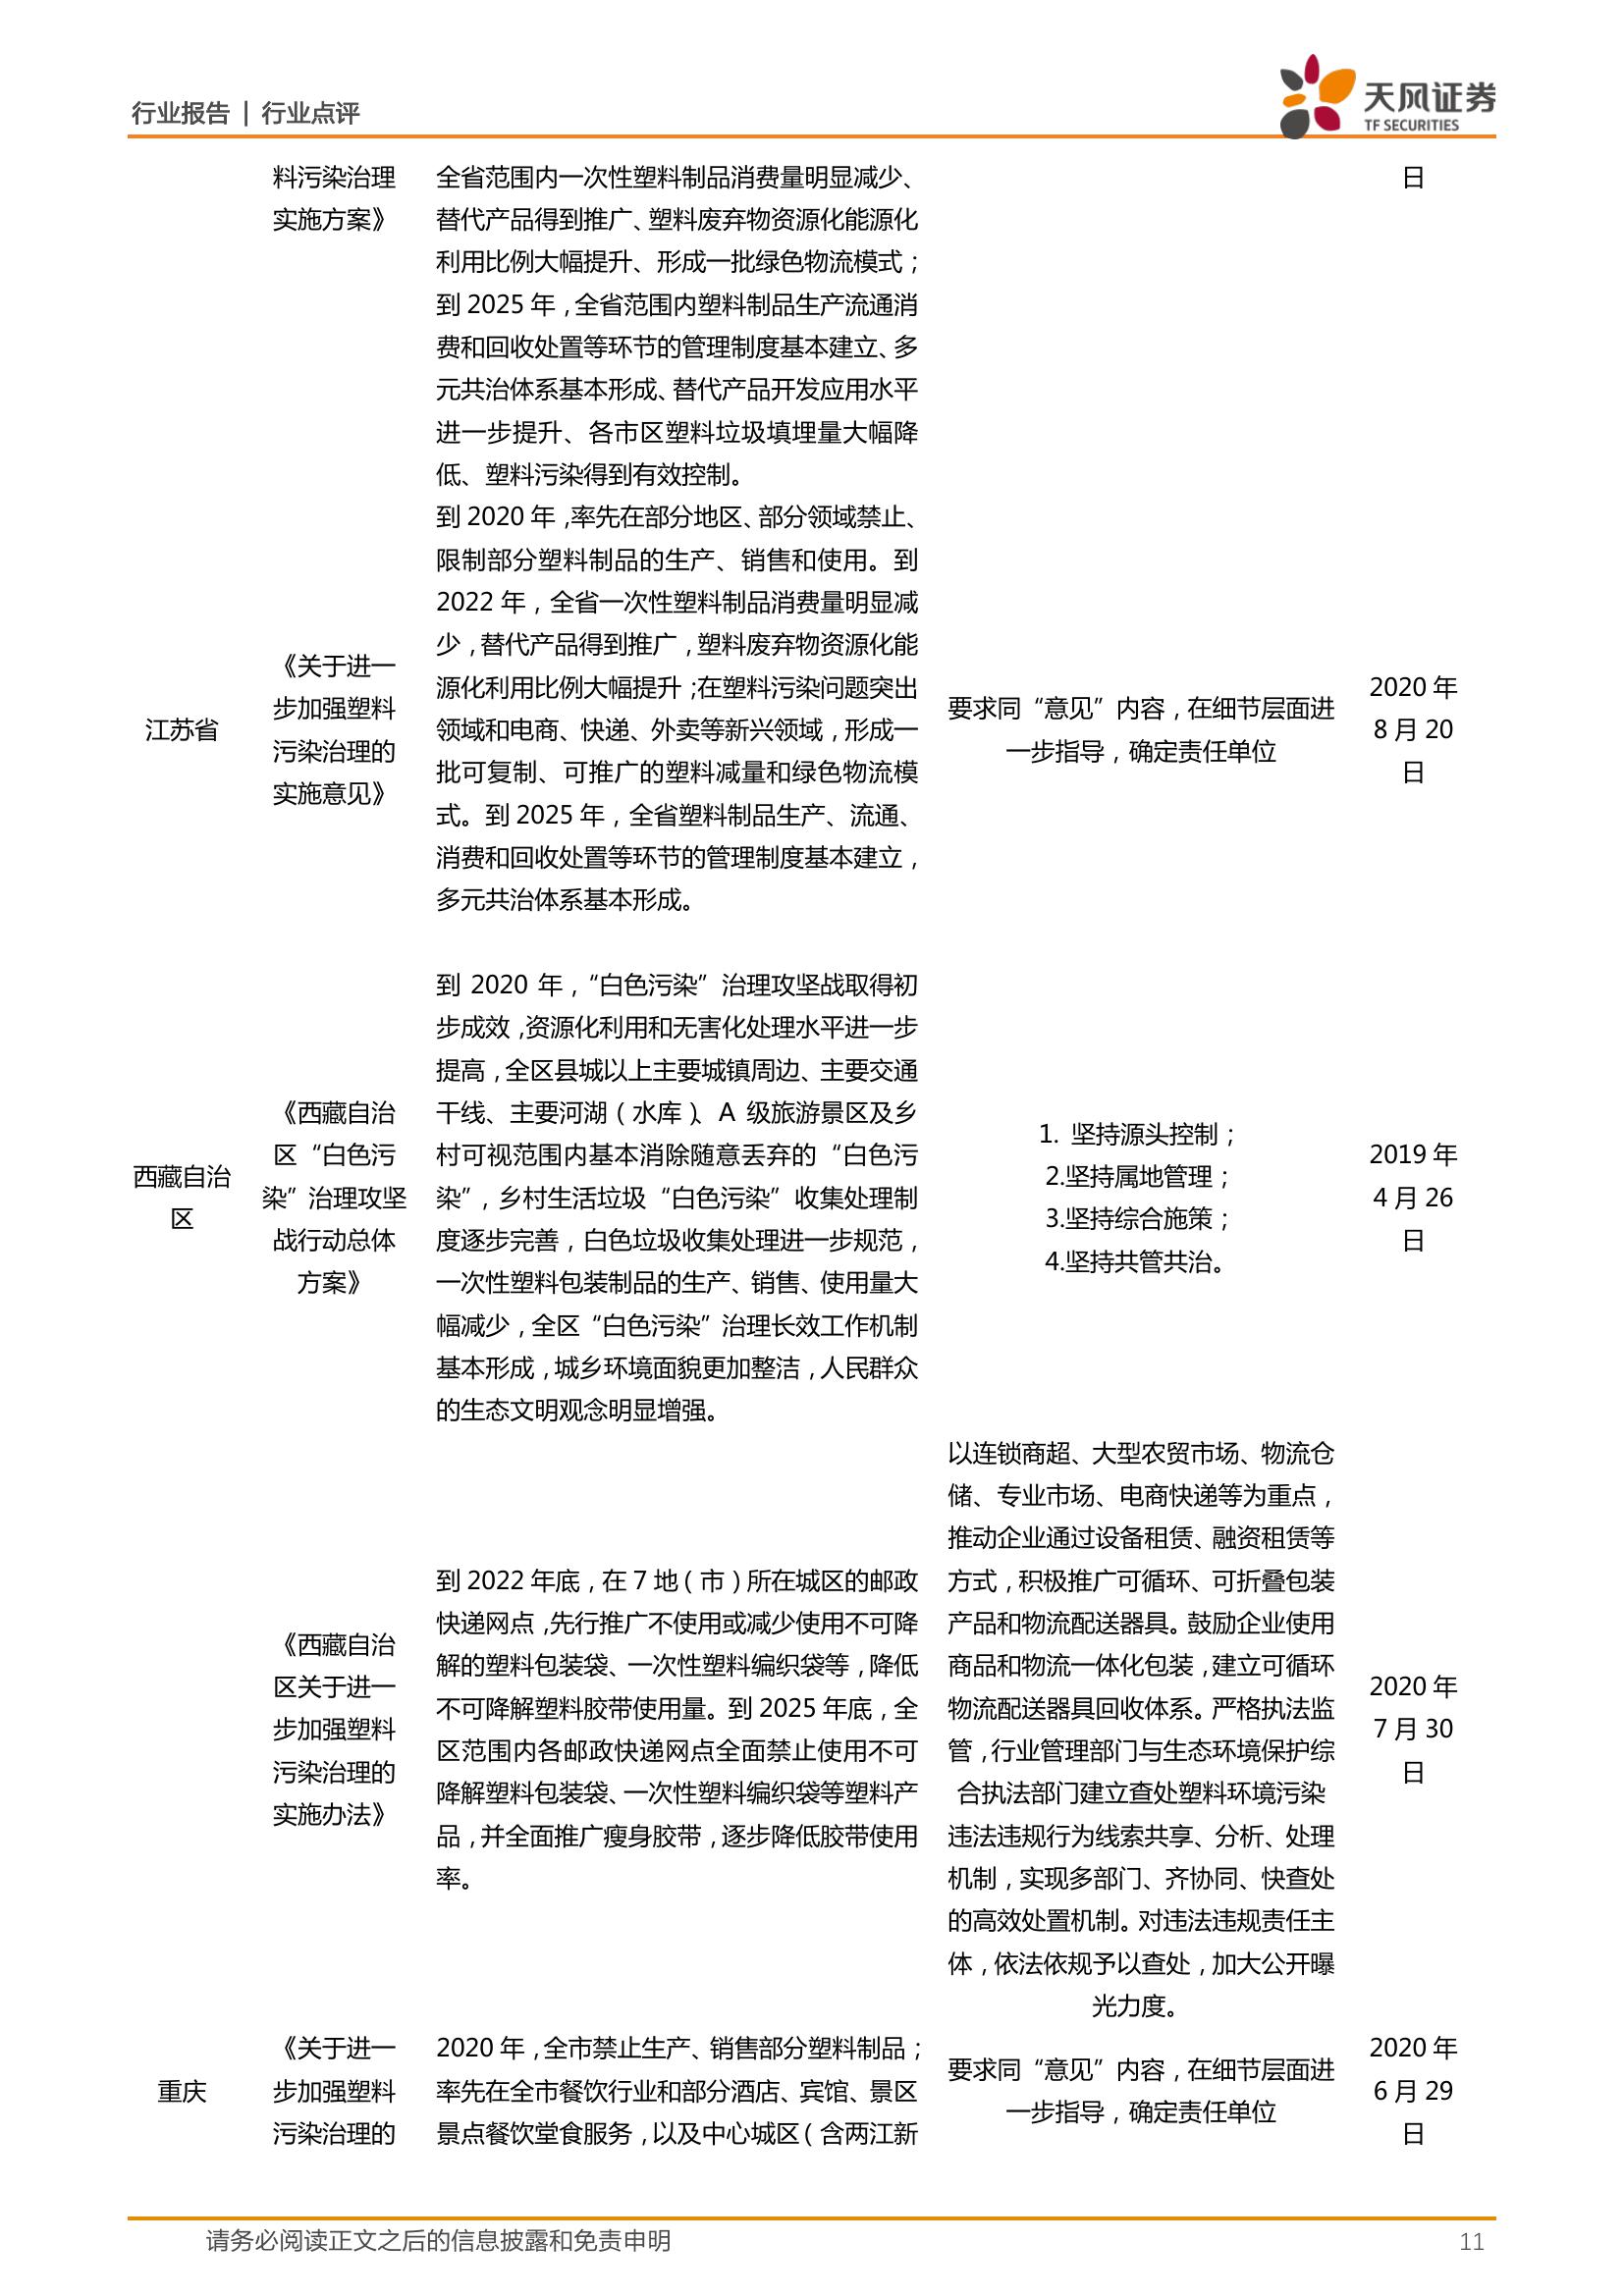 行业报告 | 行业点评
天风证券
TF SECURITIES
料污染治理
实施方案》
全省范围内一次性塑料制品消费量明显减少、
替代产品得到推广、塑料废弃物资源化能源化
利用比例大幅提升、形成一批绿色物流模式；
到 2025 年，全省范围内塑料制品生产流通消
费和回收处置等环节的管理制度基本建立、多
元共治体系基本形成、替代产品开发应用水平
进一步提升、各市区塑料垃圾填埋量大幅降
低、塑料污染得到有效控制。
日
江苏省
《关于进一
步加强塑料
污染治理的
实施意见》
到 2020 年，率先在部分地区、部分领域禁止、
限制部分塑料制品的生产、销售和使用。到
2022 年，全省一次性塑料制品消费量明显减
少，替代产品得到推广，塑料废弃物资源化能
源化利用比例大幅提升；在塑料污染问题突出
领域和电商、快递、外卖等新兴领域，形成一
批可复制、可推广的塑料减量和绿色物流模
式。到 2025 年，全省塑料制品生产、流通、
消费和回收处置等环节的管理制度基本建立，
多元共治体系基本形成。
要求同“意见”内容，在细节层面进
一步指导，确定责任单位
2020 年
8 月 20
日
西藏自治
区
《西藏自治
区“白色污
染”治理攻坚
战行动总体
方案》
到 2020 年，“白色污染”治理攻坚战取得初
步成效，资源化利用和无害化处理水平进一步
提高，全区县城以上主要城镇周边、主要交通
干线、主要河湖（水库）、A 级旅游景区及乡
村可视范围内基本消除随意丢弃的“白色污
染”，乡村生活垃圾“白色污染”收集处理制
度逐步完善，白色垃圾收集处理进一步规范，
一次性塑料包装制品的生产、销售、使用量大
幅减少，全区“白色污染”治理长效工作机制
基本形成，城乡环境面貌更加整洁，人民群众
的生态文明观念明显增强。
1. 坚持源头控制；
2.坚持属地管理；
3.坚持综合施策；
4.坚持共管共治。
2019 年
4 月 26
日
《西藏自治
区关于进一
步加强塑料
污染治理的
实施办法》
到 2022 年底，在 7 地（市）所在城区的邮政
快递网点，先行推广不使用或减少使用不可降
解的塑料包装袋、一次性塑料编织袋等，降低
不可降解塑料胶带使用量。到 2025 年底，全
区范围内各邮政快递网点全面禁止使用不可
降解塑料包装袋、一次性塑料编织袋等塑料产
品，并全面推广瘦身胶带，逐步降低胶带使用
率。
以连锁商超、大型农贸市场、物流仓
储、专业市场、电商快递等为重点，
推动企业通过设备租赁、融资租赁等
方式，积极推广可循环、可折叠包装
产品和物流配送器具。鼓励企业使用
商品和物流一体化包装，建立可循环
物流配送器具回收体系。严格执法监
管，行业管理部门与生态环境保护综
合执法部门建立查处塑料环境污染
违法违规行为线索共享、分析、处理
机制，实现多部门、齐协同、快查处
的高效处置机制。对违法违规责任主
体，依法依规予以查处，加大公开曝
光力度。
2020 年
7 月 30
日
重庆
《关于进一
步加强塑料
污染治理的
2020 年，全市禁止生产、销售部分塑料制品；
率先在全市餐饮行业和部分酒店、宾馆、景区
景点餐饮堂食服务，以及中心城区（含两江新
要求同“意见”内容，在细节层面进
一步指导，确定责任单位
2020 年
6 月 29
日
请务必阅读正文之后的信息披露和免责申明
11